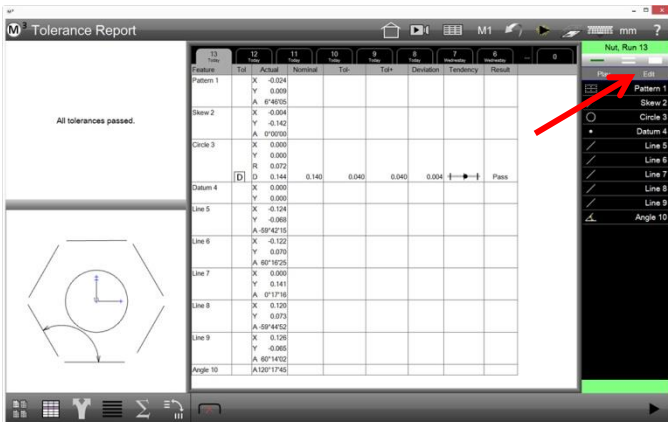 M³
M³ Tolerance Report
M1
mm
?
Nut, Run 13
13 Today 12 Today 11 Today 10 Today 9 Today 8 Today 7 Wednesday 6 Wednesday ... 0
Edit
Feature Tol Actual Nominal Tol- Tol+ Deviation Tendency Result
Pattern 1 X -0.024
Y 0.009
A 6°46'05
Skew 2 X -0.004
Y -0.142
A 0°00'00
Circle 3 X 0.000
Y 0.000
R 0.072
D D 0.144 0.140 0.040 0.040 0.004 Pass
Datum 4 X 0.000
Y 0.000
Line 5 X -0.124
Y -0.068
A -59°42'15
Line 6 X -0.122
Y 0.070
A 60°16'25
Line 7 X 0.000
Y 0.141
A 0°17'16
Line 8 X 0.120
Y 0.073
A -59°44'52
Line 9 X 0.126
Y -0.065
A 60°14'02
Angle 10 A 120°17'45
All tolerances passed.
Pattern 1
Skew 2
Circle 3
Datum 4
Line 5
Line 6
Line 7
Line 8
Line 9
Angle 10